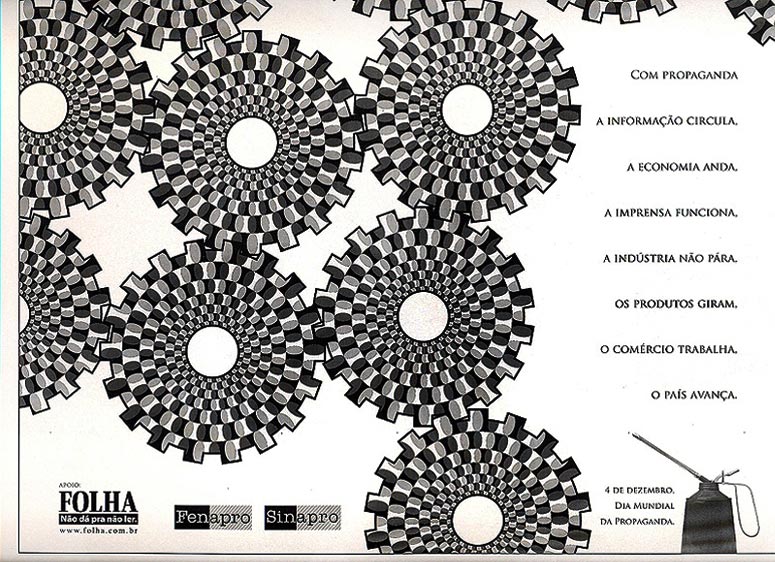 COM PROPAGANDA
A INFORMAÇÃO CIRCULA,
A ECONOMIA ANDA,
A IMPRENSA FUNCIONA,
A INDÚSTRIA NÃO PÁRA.
OS PRODUTOS GIRAM,
O COMÉRCIO TRABALHA,
O PAÍS AVANÇA.
4 DE DEZEMBRO,
DIA MUNDIAL
DA PROPAGANDA.
APOIO:
FOLHA
Não dá pra não ler.
www.folha.com.br
Fenapro
Sinapro